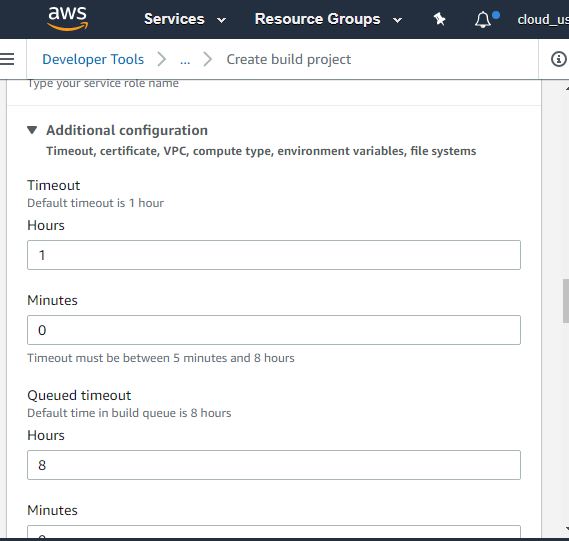 aws
Services Resource Groups cloud_us
Developer Tools ... Create build project
Type your service role name
Additional configuration
Timeout, certificate, VPC, compute type, environment variables, file systems
Timeout
Default timeout is 1 hour
Hours
1
Minutes
0
Timeout must be between 5 minutes and 8 hours
Queued timeout
Default time in build queue is 8 hours
Hours
8
Minutes